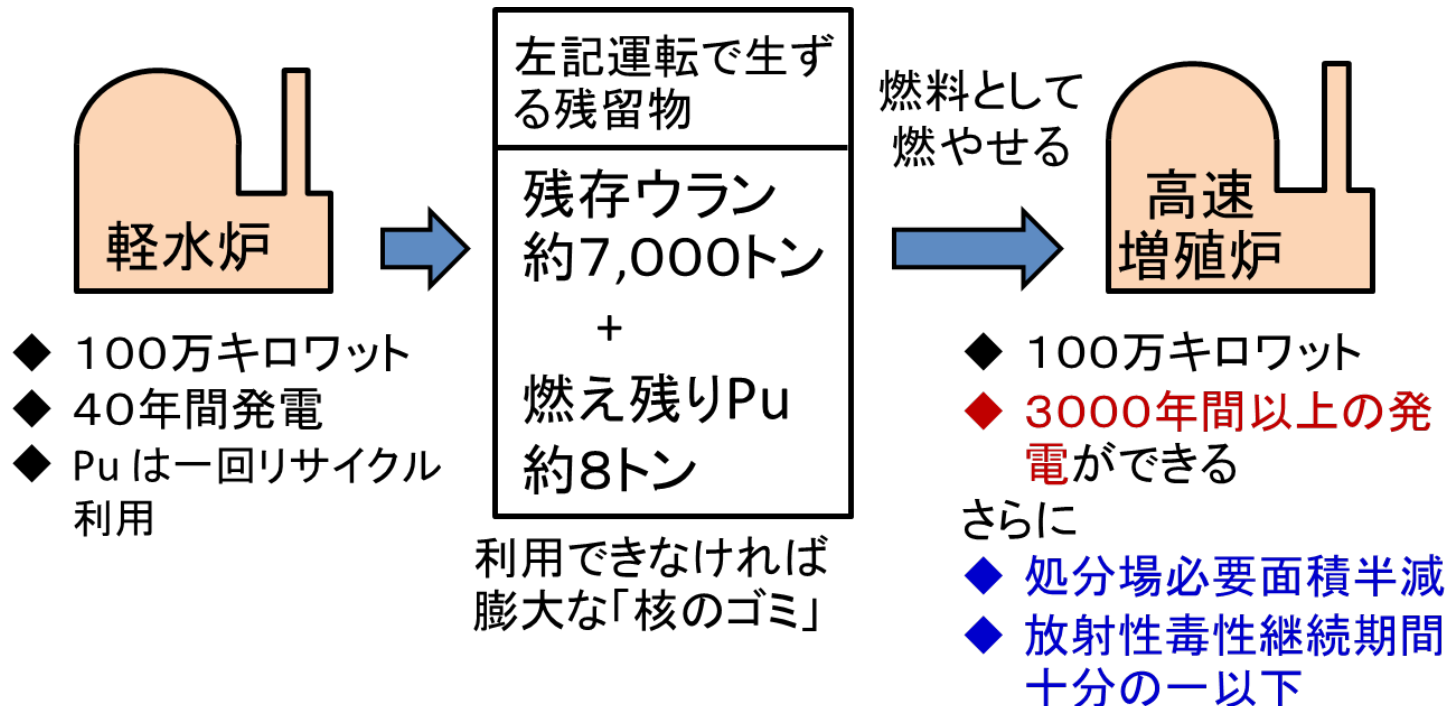 軽水炉
◆ 100万キロワット
◆ 40年間発電
◆ Pu は一回リサイクル
利用
左記運転で生ず
る残留物
残存ウラン
約7,000トン
+
燃え残りPu
約8トン
利用できなければ
膨大な「核のゴミ」
燃料として
燃やせる
高速
増殖炉
◆ 100万キロワット
◆ 3000年間以上の発
電ができる
さらに
◆ 処分場必要面積半減
◆ 放射性毒性継続期間
十分の一以下